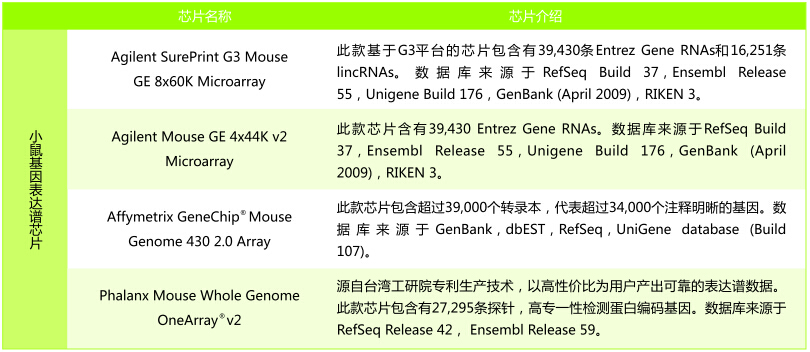 芯片名称
芯片介绍
小鼠基因表达谱芯片
Agilent SurePrint G3 Mouse
GE 8x60K Microarray
此款基于G3平台的芯片包含有39,430条Entrez Gene RNAs和16,251条
lincRNAs。数据库来源于RefSeq Build 37，Ensembl Release
55，Unigene Build 176，GenBank (April 2009)，RIKEN 3。
Agilent Mouse GE 4x44K v2
Microarray
此款芯片含有39,430 Entrez Gene RNAs。数据库来源于RefSeq Build
37，Ensembl Release 55，Unigene Build 176，GenBank (April
2009)，RIKEN 3。
Affymetrix GeneChip® Mouse
Genome 430 2.0 Array
此款芯片包含超过39,000个转录本，代表超过34,000个注释明晰的基因。数
据库来源于GenBank，dbEST，RefSeq，UniGene database (Build
107)。
Phalanx Mouse Whole Genome
OneArray® v2
源自台湾工研院专利生产技术，以高性价比为用户产出可靠的表达谱数据。
此款芯片包含有27,295条探针，高专一性检测蛋白编码基因。数据库来源于
RefSeq Release 42， Ensembl Release 59。